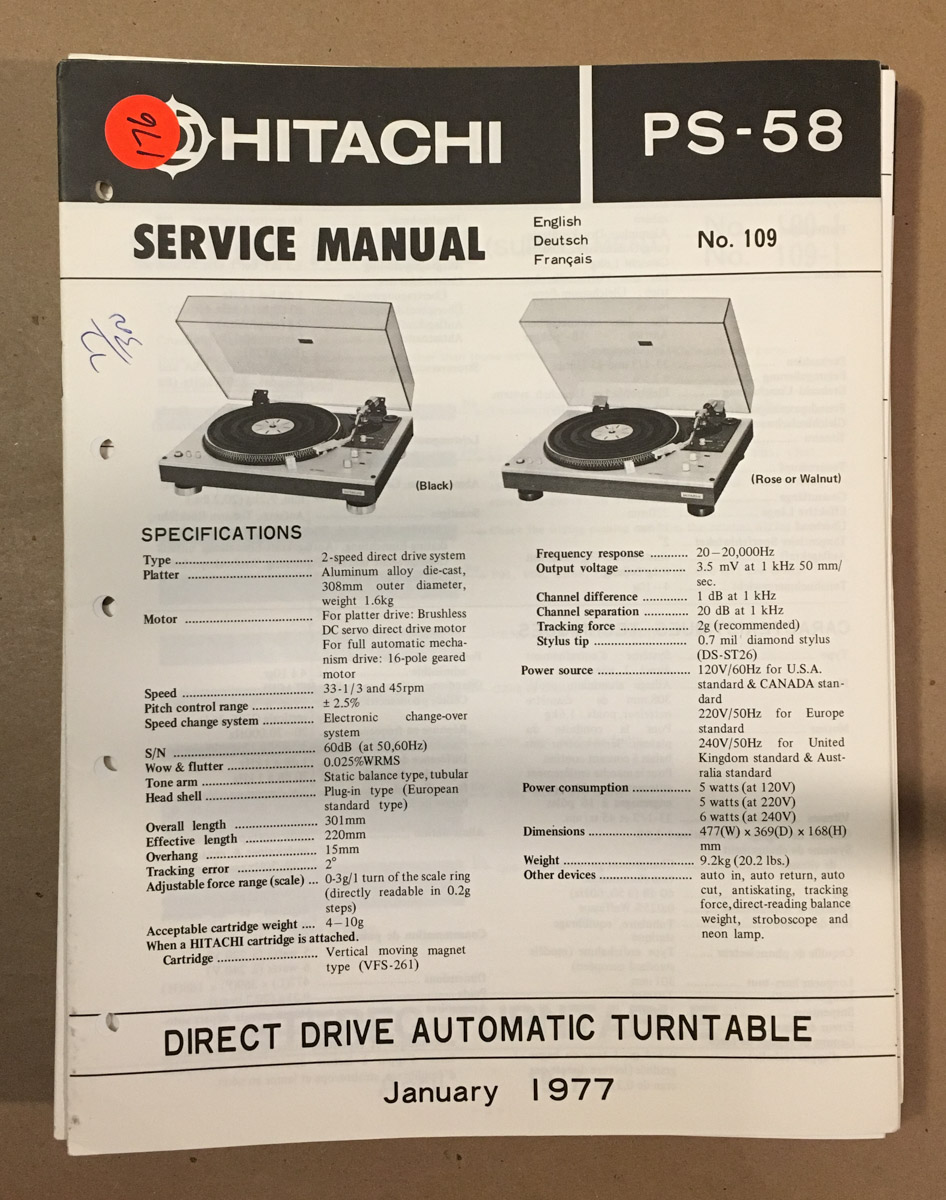 176
HITACHI
PS-58
SERVICE MANUAL
English
Deutsch
Français
No. 109
(Black)
(Rose or Walnut)
SPECIFICATIONS
Type .......... 2-speed direct drive system
Platter .......... Aluminum alloy die-cast,
308mm outer diameter,
weight 1.6kg
Motor .......... For platter drive: Brushless
DC servo direct drive motor
For full automatic mecha-
nism drive: 16-pole geared
motor
Speed .......... 33-1/3 and 45rpm
Pitch control range .......... ± 2.5%
Speed change system .......... Electronic change-over
system
S/N .......... 60dB (at 50,60Hz)
Wow & flutter .......... 0.025%WRMS
Tone arm .......... Static balance type, tubular
Head shell .......... Plug-in type (European
standard type)
Overall length .......... 301mm
Effective length .......... 220mm
Overhang .......... 15mm
Tracking error .......... 2°
Adjustable force range (scale) ... 0-3g/1 turn of the scale ring
(directly readable in 0.2g
steps)
Acceptable cartridge weight .... 4–10g
When a HITACHI cartridge is attached.
Cartridge .......... Vertical moving magnet
type (VFS-261)
Frequency response .......... 20–20,000Hz
Output voltage .......... 3.5 mV at 1 kHz 50 mm/
sec.
Channel difference .......... 1 dB at 1 kHz
Channel separation .......... 20 dB at 1 kHz
Tracking force .......... 2g (recommended)
Stylus tip .......... 0.7 mil diamond stylus
(DS-ST26)
Power source .......... 120V/60Hz for U.S.A.
standard & CANADA stan-
dard
220V/50Hz for Europe
standard
240V/50Hz for United
Kingdom standard & Aust-
ralia standard
Power consumption .......... 5 watts (at 120V)
5 watts (at 220V)
6 watts (at 240V)
Dimensions .......... 477(W) x 369(D) x 168(H)
mm
Weight .......... 9.2kg (20.2 lbs.)
Other devices .......... auto in, auto return, auto
cut, antiskating, tracking
force, direct-reading balance
weight, stroboscope and
neon lamp.
DIRECT DRIVE AUTOMATIC TURNTABLE
January 1977